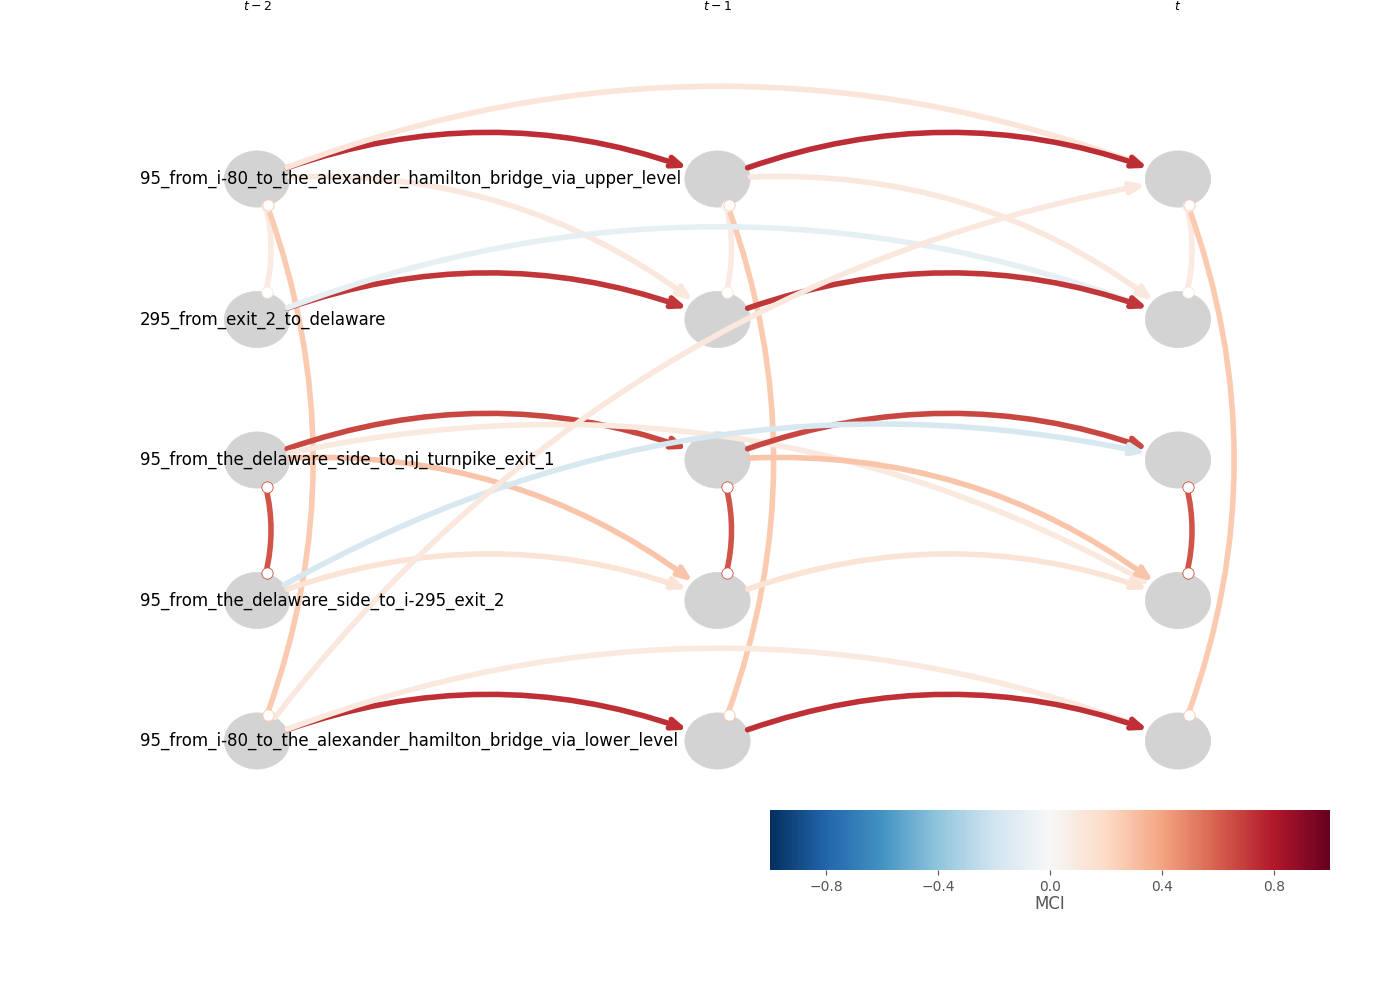 t − 2 t − 1 t
95_from_i-80_to_the_alexander_hamilton_bridge_via_upper_level
295_from_exit_2_to_delaware
95_from_the_delaware_side_to_nj_turnpike_exit_1
95_from_the_delaware_side_to_i-295_exit_2
95_from_i-80_to_the_alexander_hamilton_bridge_via_lower_level
−0.8 −0.4 0.0 0.4 0.8
MCI